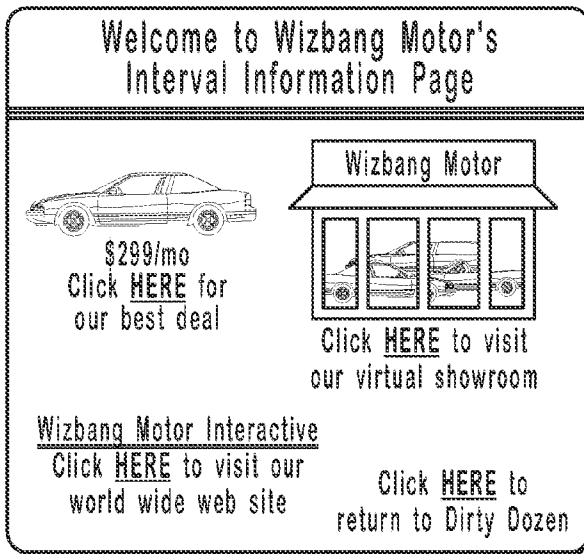 Welcome to Wizbang Motor's
Interval Information Page
$299/mo
Click HERE for
our best deal
Wizbang Motor
Click HERE to visit
our virtual showroom
Wizbang Motor Interactive
Click HERE to visit our
world wide web site
Click HERE to
return to Dirty Dozen